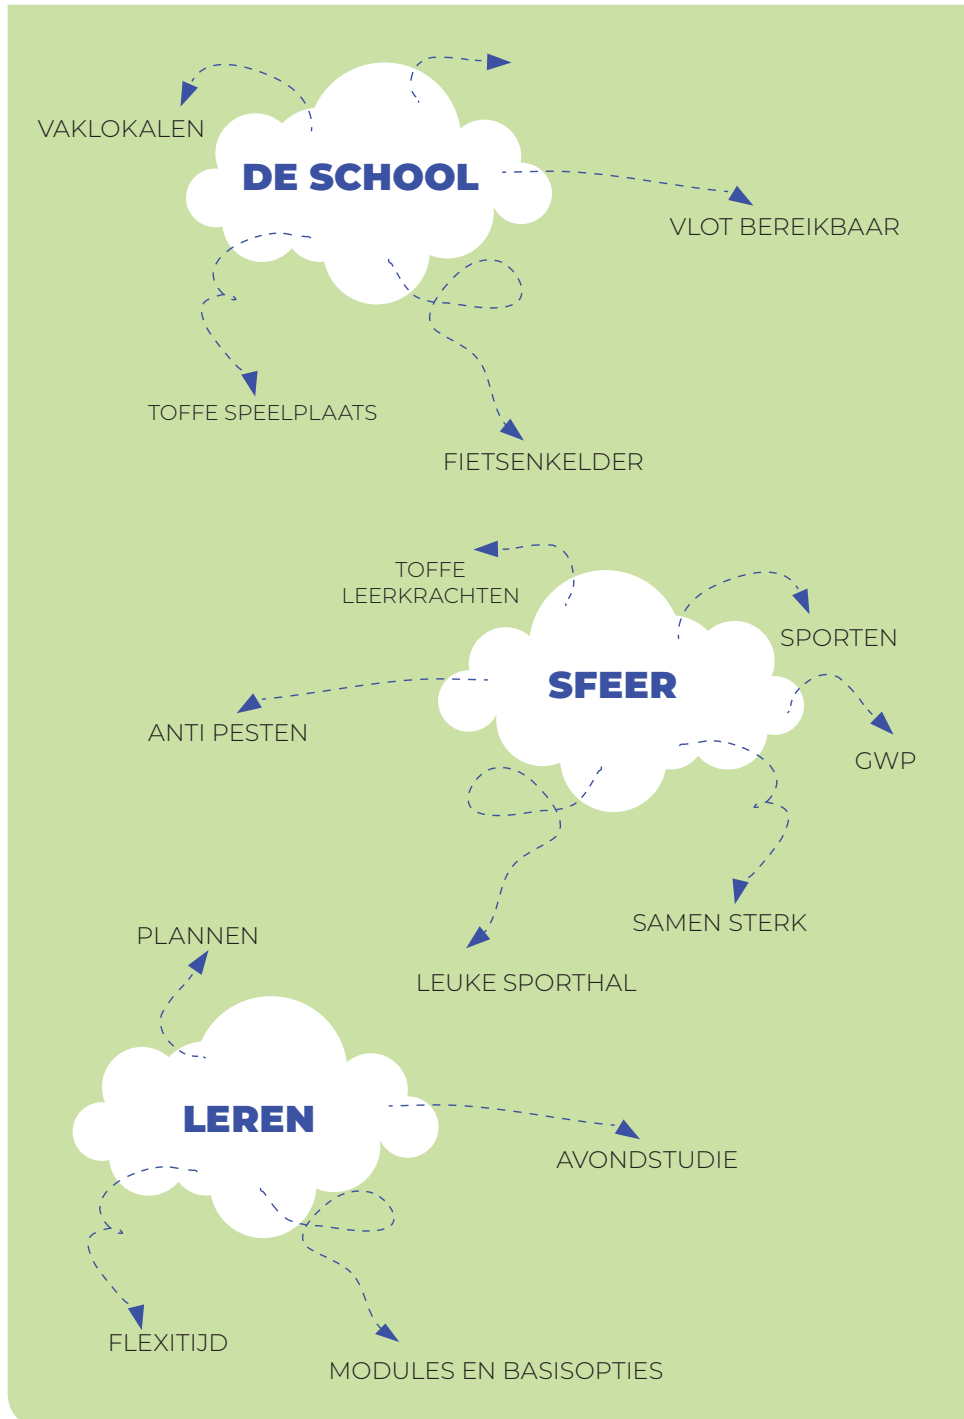 VAKLOKALEN
DE SCHOOL
VLOT BEREIKBAAR
TOFFE SPEELPLAATS
FIETSENKELDER
TOFFE
LEERKRACHTEN
SPORTEN
SFEER
ANTI PESTEN
GWP
SAMEN STERK
LEUKE SPORTHAL
PLANNEN
LEREN
AVONDSTUDIE
FLEXITIJD
MODULES EN BASISOPTIES